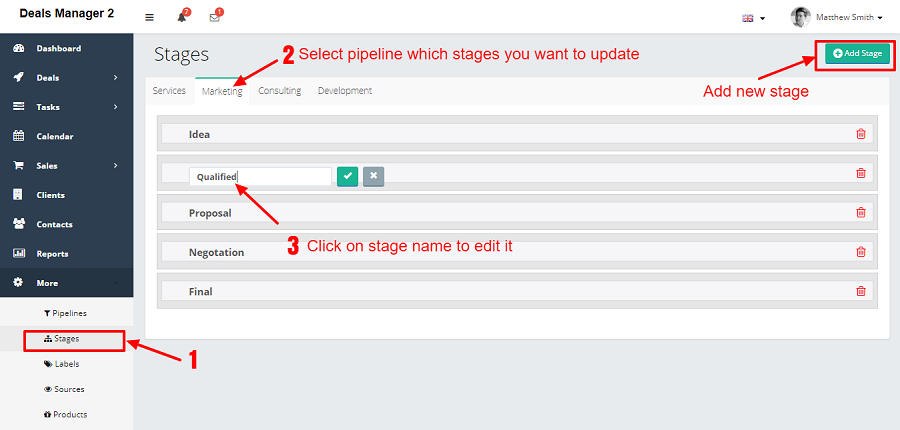 Deals Manager 2
7
1
Matthew Smith
Dashboard
Deals
Tasks
Calendar
Sales
Clients
Contacts
Reports
More
Pipelines
Stages
Labels
Sources
Products
1
Stages
2 Select pipeline which stages you want to update
Add Stage
Add new stage
Services Marketing Consulting Development
Idea
Qualified
Proposal
3 Click on stage name to edit it
Negotation
Final